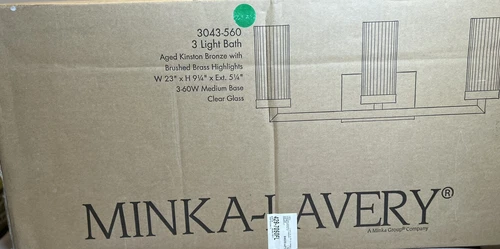 3043-560
3 Light Bath
Aged Kinston Bronze with
Brushed Brass Highlights
W 23" x H 9¼" x Ext. 5¼"
3-60W Medium Base
Clear Glass
MINKA-LAVERY®
A Minka Group® Company